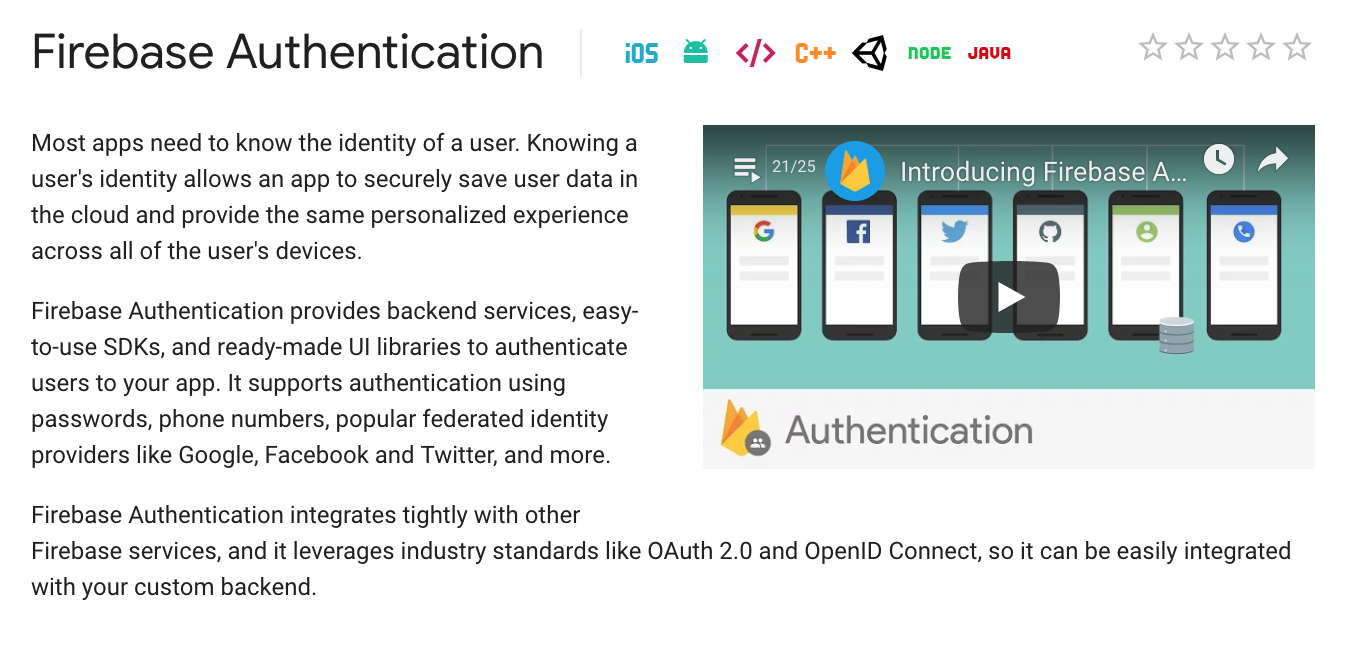 Firebase Authentication
iOS
</>
C++
NODE
JAVA
Most apps need to know the identity of a user. Knowing a
user's identity allows an app to securely save user data in
the cloud and provide the same personalized experience
across all of the user's devices.
21/25
Introducing Firebase A...
Authentication
Firebase Authentication provides backend services, easy-
to-use SDKs, and ready-made UI libraries to authenticate
users to your app. It supports authentication using
passwords, phone numbers, popular federated identity
providers like Google, Facebook and Twitter, and more.
Firebase Authentication integrates tightly with other
Firebase services, and it leverages industry standards like OAuth 2.0 and OpenID Connect, so it can be easily integrated
with your custom backend.